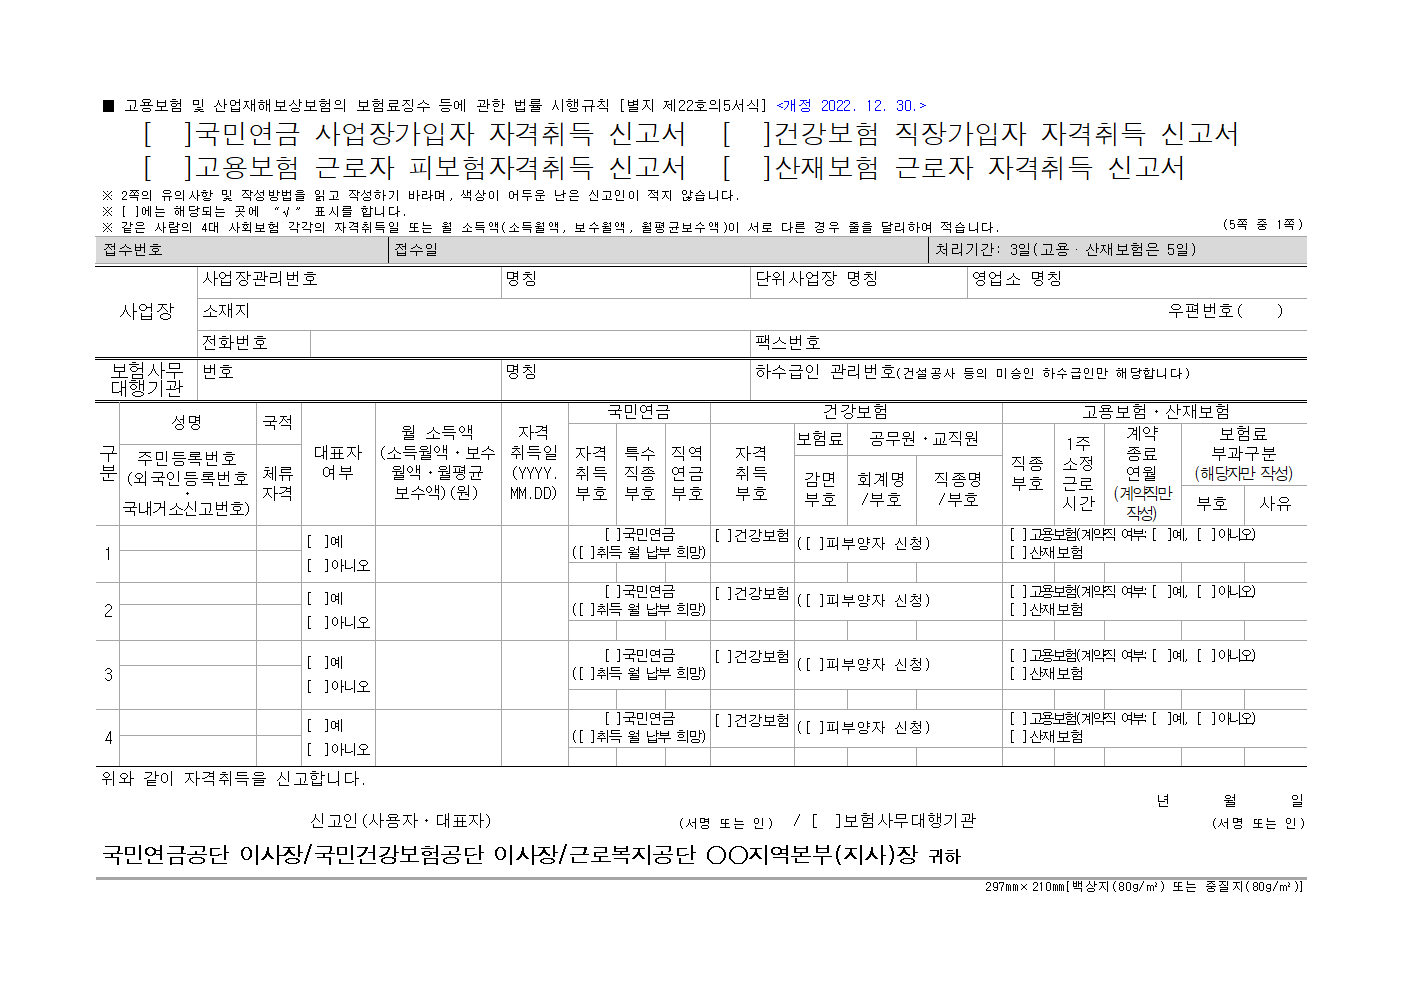 ■ 고용보험 및 산업재해보상보험의 보험료징수 등에 관한 법률 시행규칙 [별지 제22호의5서식] <개정 2022. 12. 30.>
[ ]국민연금 사업장가입자 자격취득 신고서 [ ]건강보험 직장가입자 자격취득 신고서
[ ]고용보험 근로자 피보험자격취득 신고서 [ ]산재보험 근로자 자격취득 신고서
※ 2쪽의 유의사항 및 작성방법을 읽고 작성하기 바라며, 색상이 어두운 난은 신고인이 적지 않습니다.
※ [ ]에는 해당되는 곳에 “√” 표시를 합니다.
※ 같은 사람의 4대 사회보험 각각의 자격취득일 또는 월 소득액(소득월액, 보수월액, 월평균보수액)이 서로 다른 경우 줄을 달리하여 적습니다. (5쪽 중 1쪽)
접수번호 접수일 처리기간: 3일(고용·산재보험은 5일)
사업장
사업장관리번호 명칭 단위사업장 명칭 영업소 명칭
소재지 우편번호( )
전화번호 팩스번호
보험사무
대행기관
번호 명칭 하수급인 관리번호(건설공사 등의 미승인 하수급인만 해당합니다)
구
분
성명
주민등록번호
(외국인등록번호
·
국내거소신고번호)
국적
체류
자격
대표자
여부
월 소득액
(소득월액·보수
월액·월평균
보수액)(원)
자격
취득일
(YYYY.
MM.DD)
국민연금
자격
취득
부호
특수
직종
부호
직역
연금
부호
건강보험
자격
취득
부호
보험료
감면
부호
공무원·교직원
회계명
/부호
직종명
/부호
고용보험·산재보험
직종
부호
1주
소정
근로
시간
계약
종료
연월
(계약직만
작성)
보험료
부과구분
(해당자만 작성)
부호 사유
1
[ ]예
[ ]아니오
[ ]국민연금
([ ]취득 월 납부 희망)
[ ]건강보험
([ ]피부양자 신청)
[ ]고용보험(계약직 여부: [ ]예, [ ]아니오)
[ ]산재보험
2
[ ]예
[ ]아니오
[ ]국민연금
([ ]취득 월 납부 희망)
[ ]건강보험
([ ]피부양자 신청)
[ ]고용보험(계약직 여부: [ ]예, [ ]아니오)
[ ]산재보험
3
[ ]예
[ ]아니오
[ ]국민연금
([ ]취득 월 납부 희망)
[ ]건강보험
([ ]피부양자 신청)
[ ]고용보험(계약직 여부: [ ]예, [ ]아니오)
[ ]산재보험
4
[ ]예
[ ]아니오
[ ]국민연금
([ ]취득 월 납부 희망)
[ ]건강보험
([ ]피부양자 신청)
[ ]고용보험(계약직 여부: [ ]예, [ ]아니오)
[ ]산재보험
위와 같이 자격취득을 신고합니다.
년 월 일
신고인(사용자·대표자) (서명 또는 인) / [ ]보험사무대행기관 (서명 또는 인)
국민연금공단 이사장/국민건강보험공단 이사장/근로복지공단 ○○지역본부(지사)장 귀하
297mm×210mm[백상지(80g/㎡) 또는 중질지(80g/㎡)]